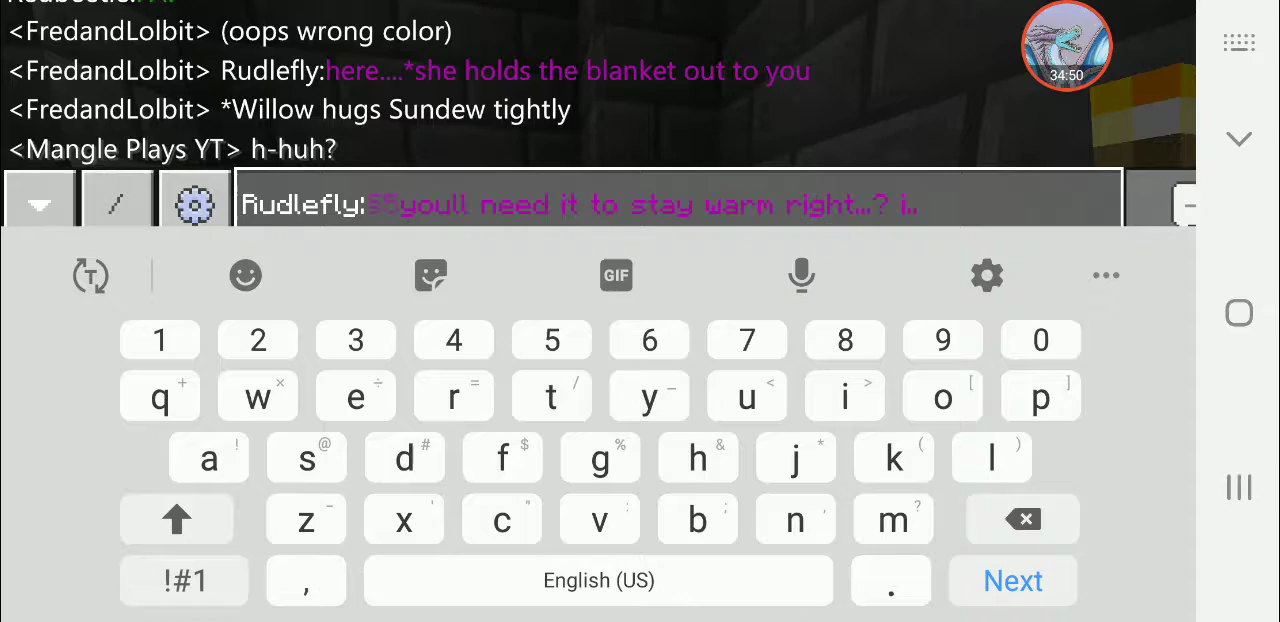 <FredandLolbit> (oops wrong color)
<FredandLolbit> Rudlefly:here....*she holds the blanket out to you
34:50
<FredandLolbit> *Willow hugs Sundew tightly
<Mangle Plays YT> h-huh?
/ Rudlefly:§5youll need it to stay warm right...? i..
T GIF
1 2 3 4 5 6 7 8 9 0
q + w × e ÷ r = t / y _ u < i > o [ p ]
a ! s @ d # f $ g % h & j * k ( l )
z - x ' c " v : b ; n , m ?
!#1 , English (US) . Next